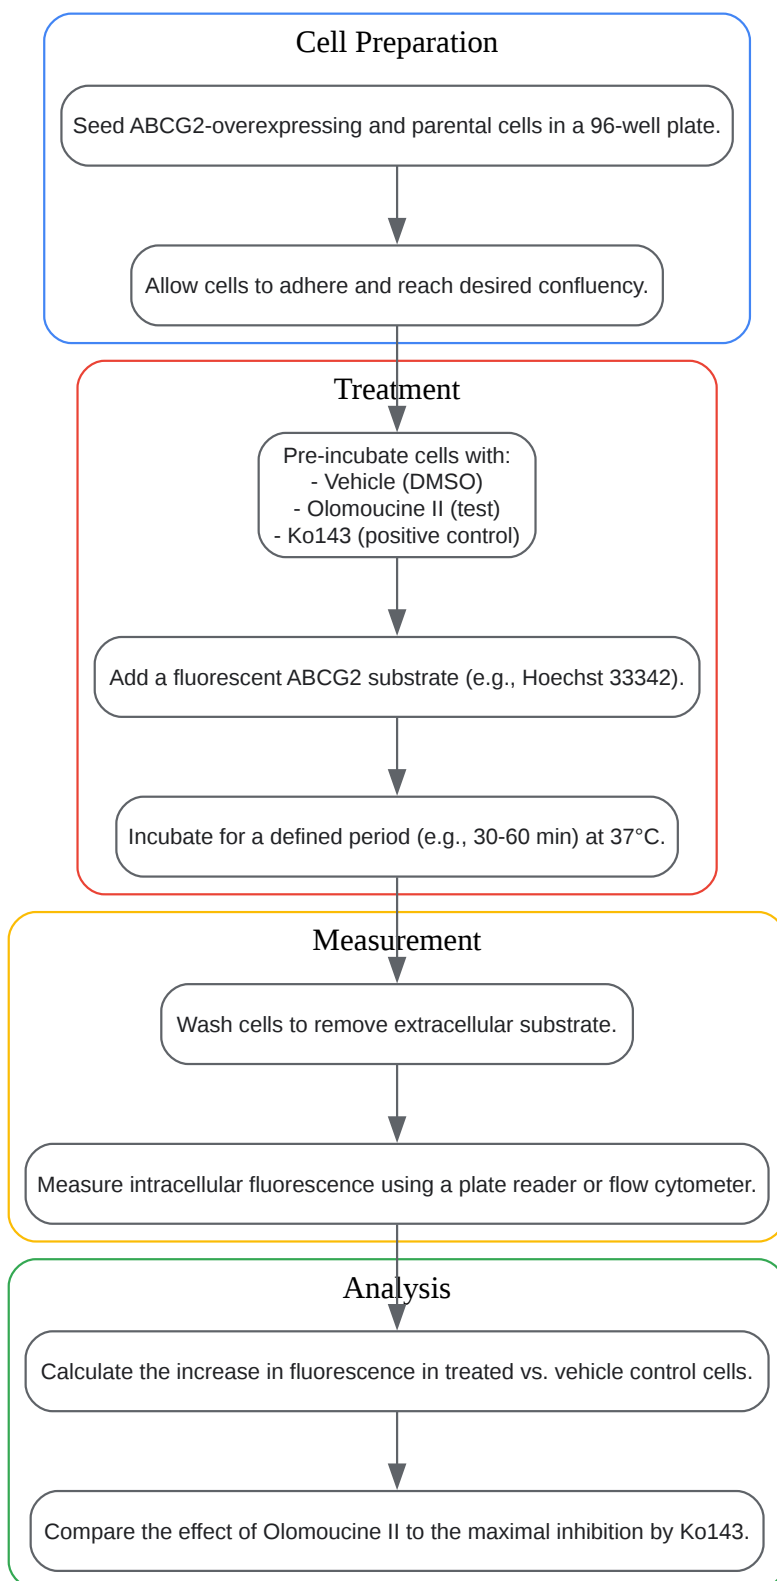 Cell Preparation
Seed ABCG2-overexpressing and parental cells in a 96-well plate.
Allow cells to adhere and reach desired confluency.
Treatment
Pre-incubate cells with:
- Vehicle (DMSO)
- Olomoucine II (test)
- Ko143 (positive control)
Add a fluorescent ABCG2 substrate (e.g., Hoechst 33342).
Incubate for a defined period (e.g., 30-60 min) at 37°C.
Measurement
Wash cells to remove extracellular substrate.
Measure intracellular fluorescence using a plate reader or flow cytometer.
Analysis
Calculate the increase in fluorescence in treated vs. vehicle control cells.
Compare the effect of Olomoucine II to the maximal inhibition by Ko143.